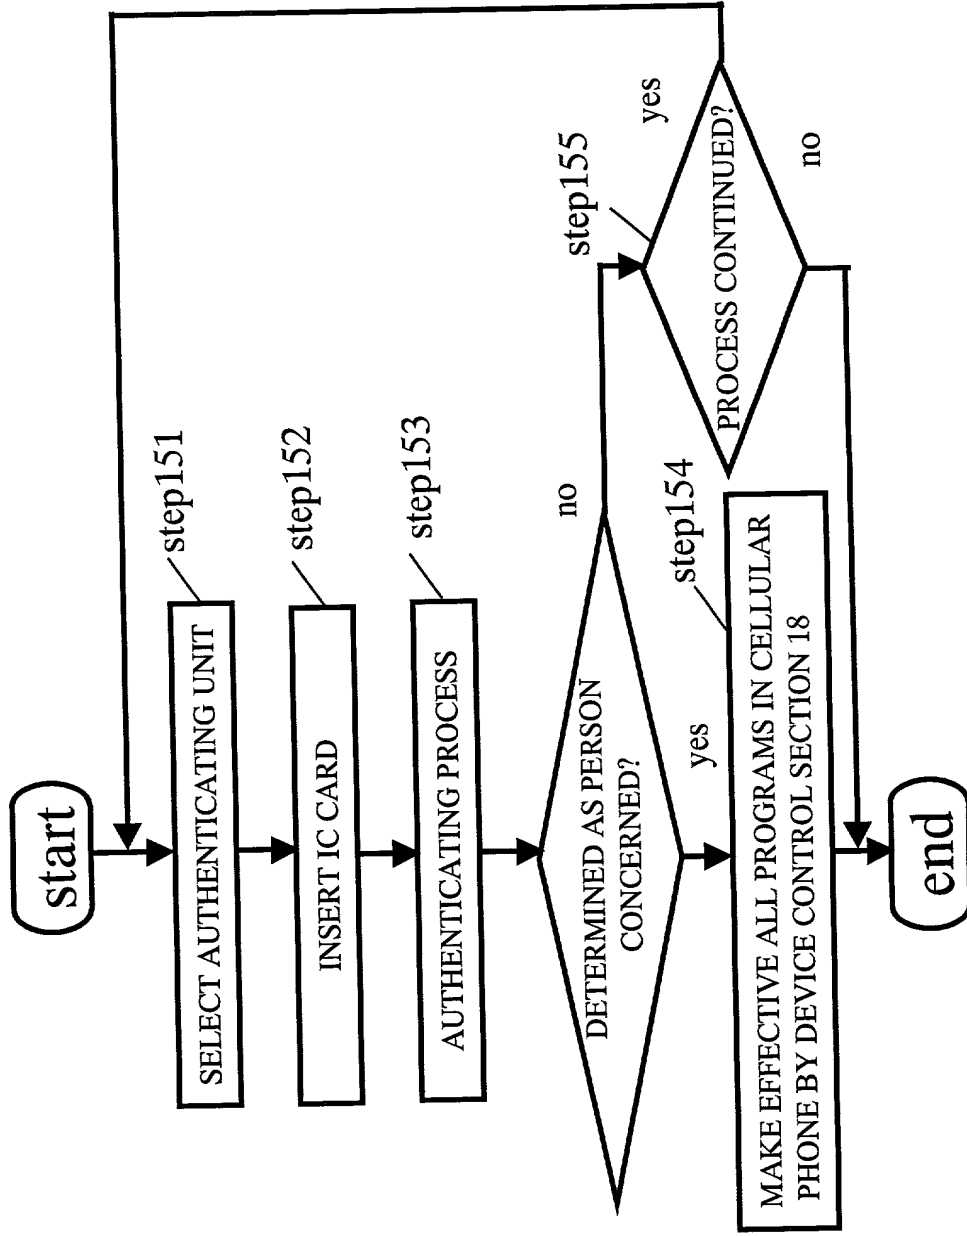 start
step151
SELECT AUTHENTICATING UNIT
step152
INSERT IC CARD
step153
AUTHENTICATING PROCESS
DETERMINED AS PERSON
CONCERNED?
no
yes
step155
PROCESS CONTINUED?
yes
no
step154
MAKE EFFECTIVE ALL PROGRAMS IN CELLULAR
PHONE BY DEVICE CONTROL SECTION 18
end